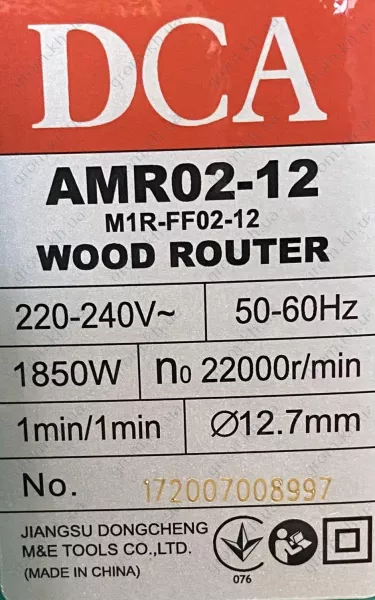 DCA
AMR02-12
M1R-FF02-12
WOOD ROUTER
220-240V~ 50-60Hz
1850W n₀ 22000r/min
1min/1min Ø12.7mm
No. 172007008997
JIANGSU DONGCHENG
M&E TOOLS CO.,LTD.
(MADE IN CHINA)
076